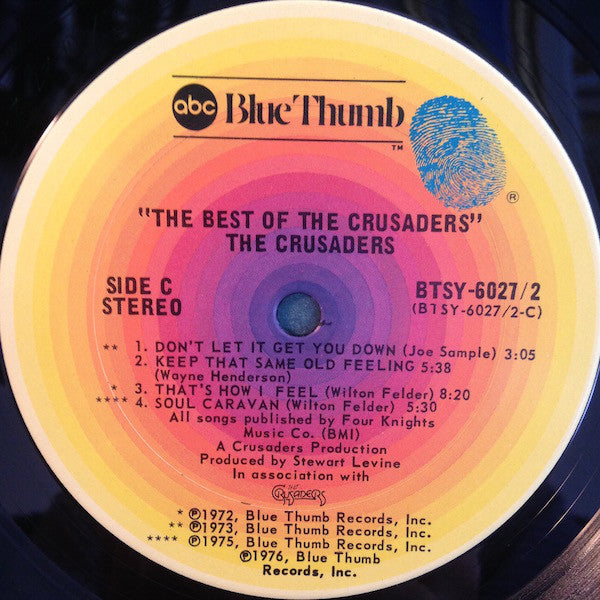 abc Blue Thumb
™
®
"THE BEST OF THE CRUSADERS"
THE CRUSADERS
SIDE C
STEREO
BTSY-6027/2
(BTSY-6027/2-C)
** 1. DON'T LET IT GET YOU DOWN (Joe Sample) 3:05
2. KEEP THAT SAME OLD FEELING 5:38
(Wayne Henderson)
* 3. THAT'S HOW I FEEL (Wilton Felder) 8:20
**** 4. SOUL CARAVAN (Wilton Felder) 5:30
All songs published by Four Knights
Music Co. (BMI)
A Crusaders Production
Produced by Stewart Levine
In association with
THE
CRUSADERS
* ℗1972, Blue Thumb Records, Inc.
** ℗1973, Blue Thumb Records, Inc.
**** ℗1975, Blue Thumb Records, Inc.
℗1976, Blue Thumb
Records, Inc.